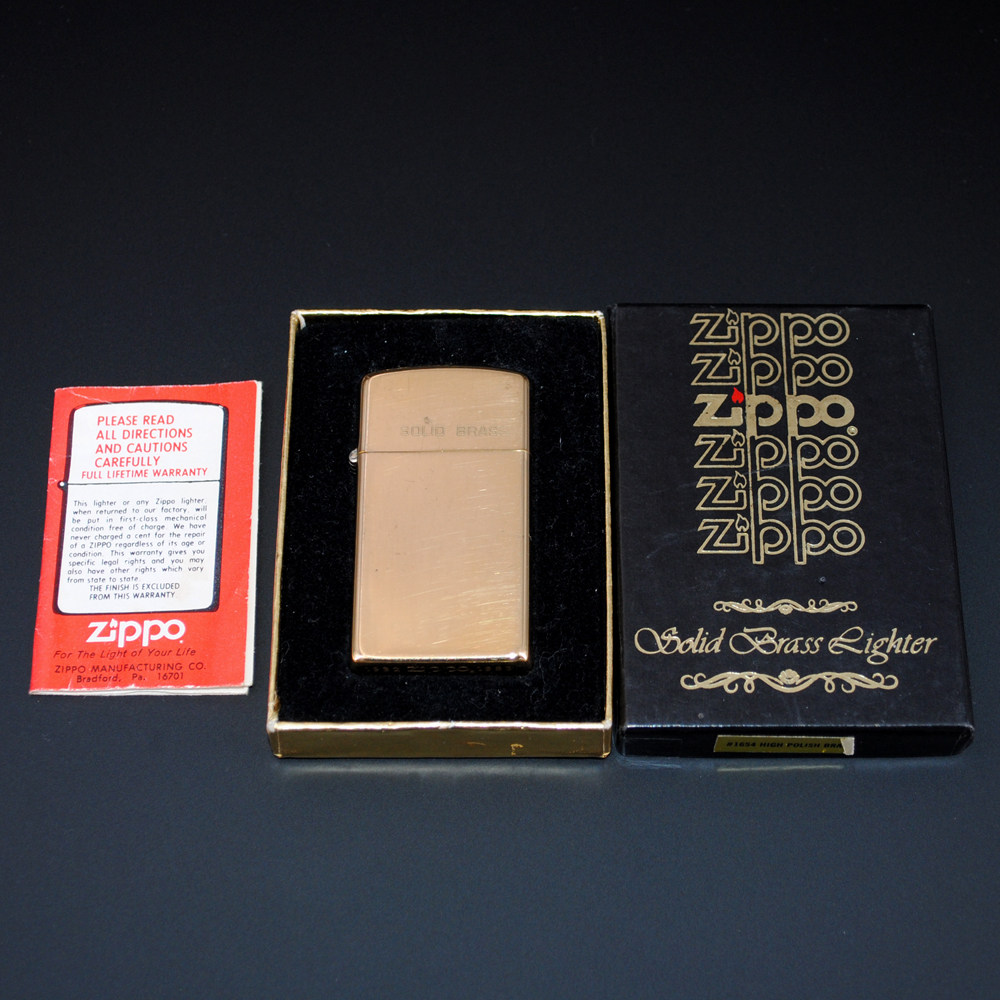 PLEASE READ
ALL DIRECTIONS
AND CAUTIONS
CAREFULLY
FULL LIFETIME WARRANTY
This lighter or any Zippo lighter,
when returned to our factory, will
be put in first-class mechanical
condition free of charge. We have
never charged a cent for the repair
of a ZIPPO regardless of its age or
condition. This warranty gives you
specific legal rights and you may
also have other rights which vary
from state to state.
THE FINISH IS EXCLUDED
FROM THIS WARRANTY.
Zippo
For The Light of Your Life
ZIPPO MANUFACTURING CO.
Bradford, Pa. 16701
SOLID BRASS
Zippo
Zippo
Zippo®
Zippo
Zippo
Zippo
Solid Brass Lighter
#1654 HIGH POLISH BRA